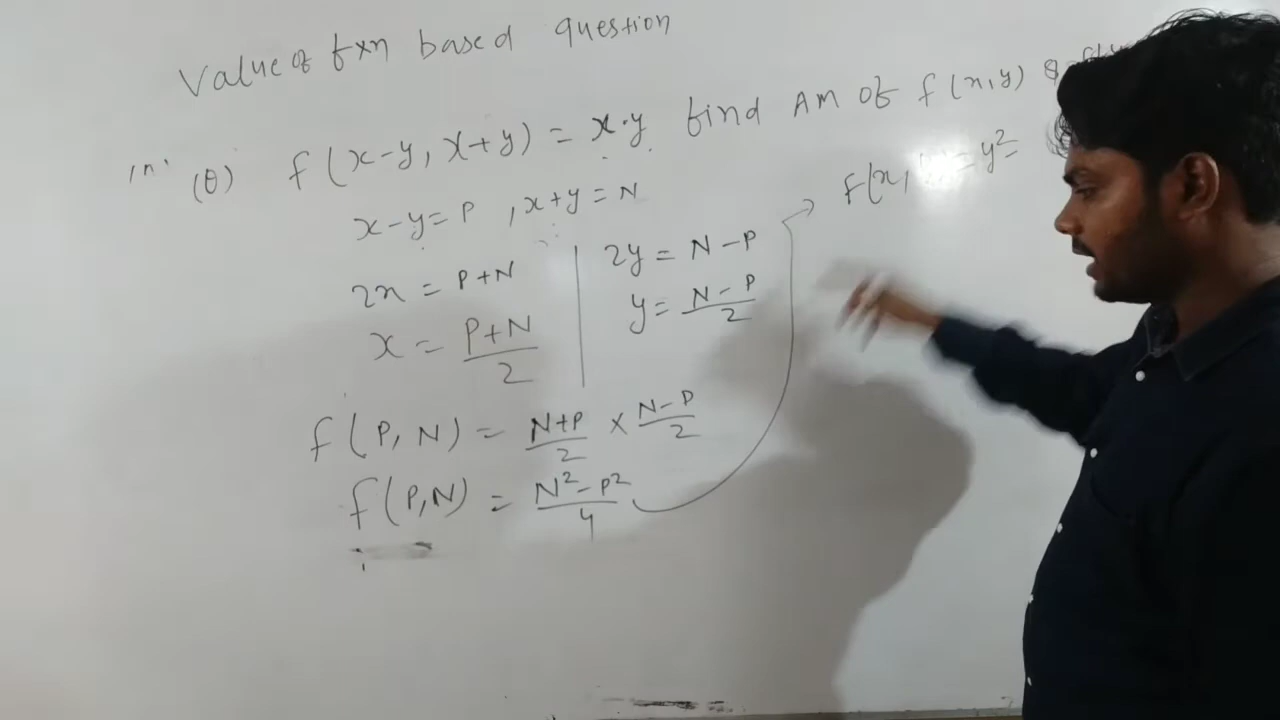 Value of fxn based question
(θ) f(x-y, x+y) = x·y find AM of f(x,y) &
x-y=P , x+y=N
2x = P+N
x = P+N/2
2y = N-P
y = N-P/2
f(P,N) = N+P/2 × N-P/2
f(P,N) = N²-P²/4
f(x, = y²-